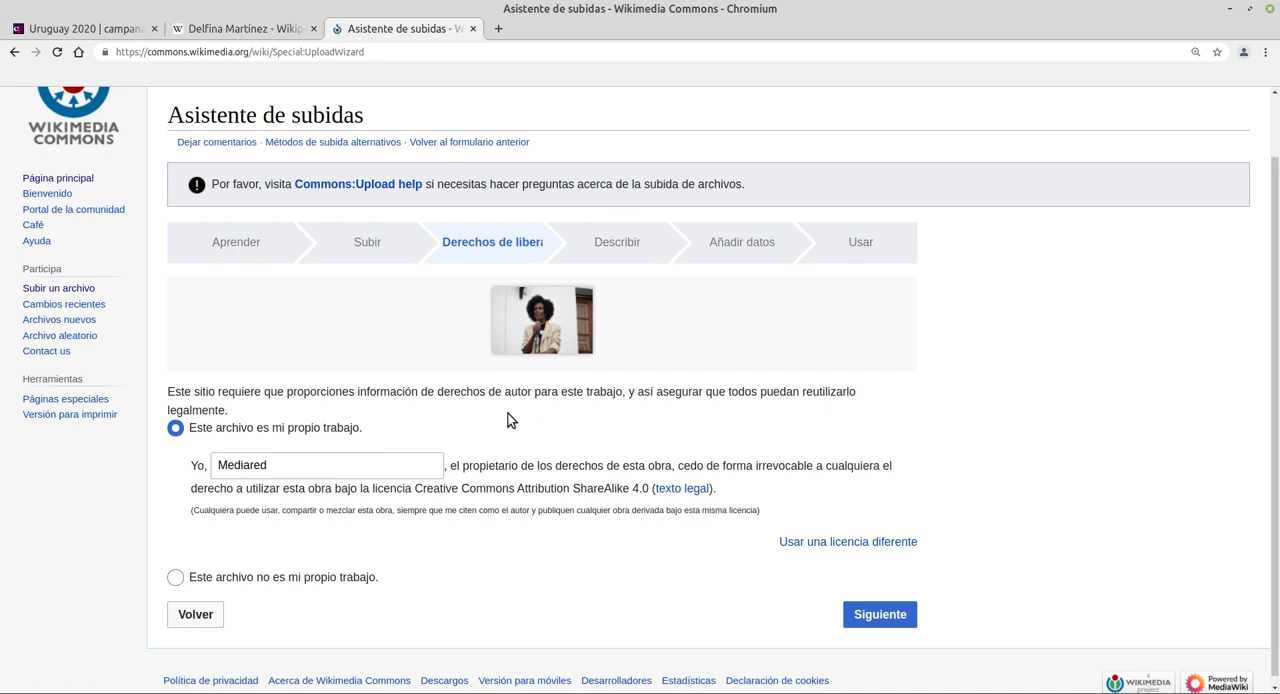 Asistente de subidas - Wikimedia Commons - Chromium
Uruguay 2020 | campana
Delfina Martínez - Wikip
Asistente de subidas - W
https://commons.wikimedia.org/wiki/Special:UploadWizard
WIKIMEDIA
COMMONS
Página principal
Bienvenido
Portal de la comunidad
Café
Ayuda
Participa
Subir un archivo
Cambios recientes
Archivos nuevos
Archivo aleatorio
Contact us
Herramientas
Páginas especiales
Versión para imprimir
Asistente de subidas
Dejar comentarios · Métodos de subida alternativos · Volver al formulario anterior
Por favor, visita Commons:Upload help si necesitas hacer preguntas acerca de la subida de archivos.
Aprender
Subir
Derechos de libera
Describir
Añadir datos
Usar
Este sitio requiere que proporciones información de derechos de autor para este trabajo, y así asegurar que todos puedan reutilizarlo
legalmente.
Este archivo es mi propio trabajo.
Yo, Mediared , el propietario de los derechos de esta obra, cedo de forma irrevocable a cualquiera el
derecho a utilizar esta obra bajo la licencia Creative Commons Attribution ShareAlike 4.0 (texto legal).
(Cualquiera puede usar, compartir o mezclar esta obra, siempre que me citen como el autor y publiquen cualquier obra derivada bajo esta misma licencia)
Usar una licencia diferente
Este archivo no es mi propio trabajo.
Volver
Siguiente
Política de privacidad
Acerca de Wikimedia Commons
Descargos
Versión para móviles
Desarrolladores
Estadísticas
Declaración de cookies
A
WIKIMEDIA
project
Powered by
MediaWiki